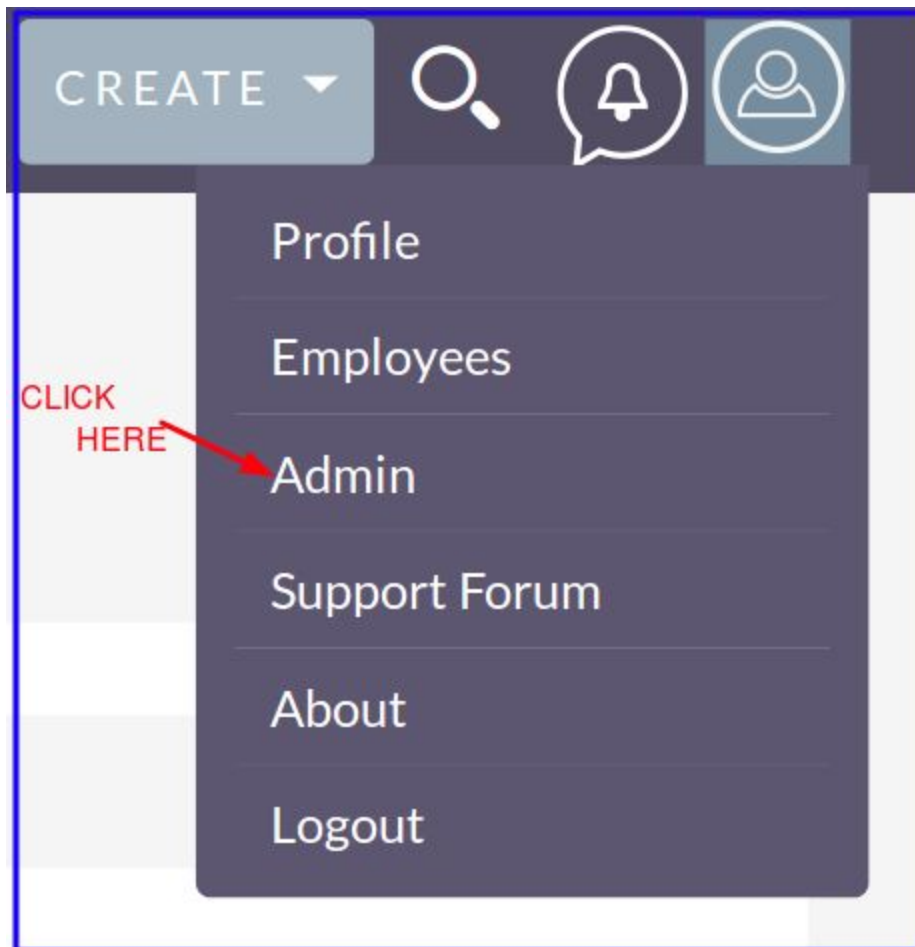 CREATE
Profile
Employees
CLICK
HERE
Admin
Support Forum
About
Logout